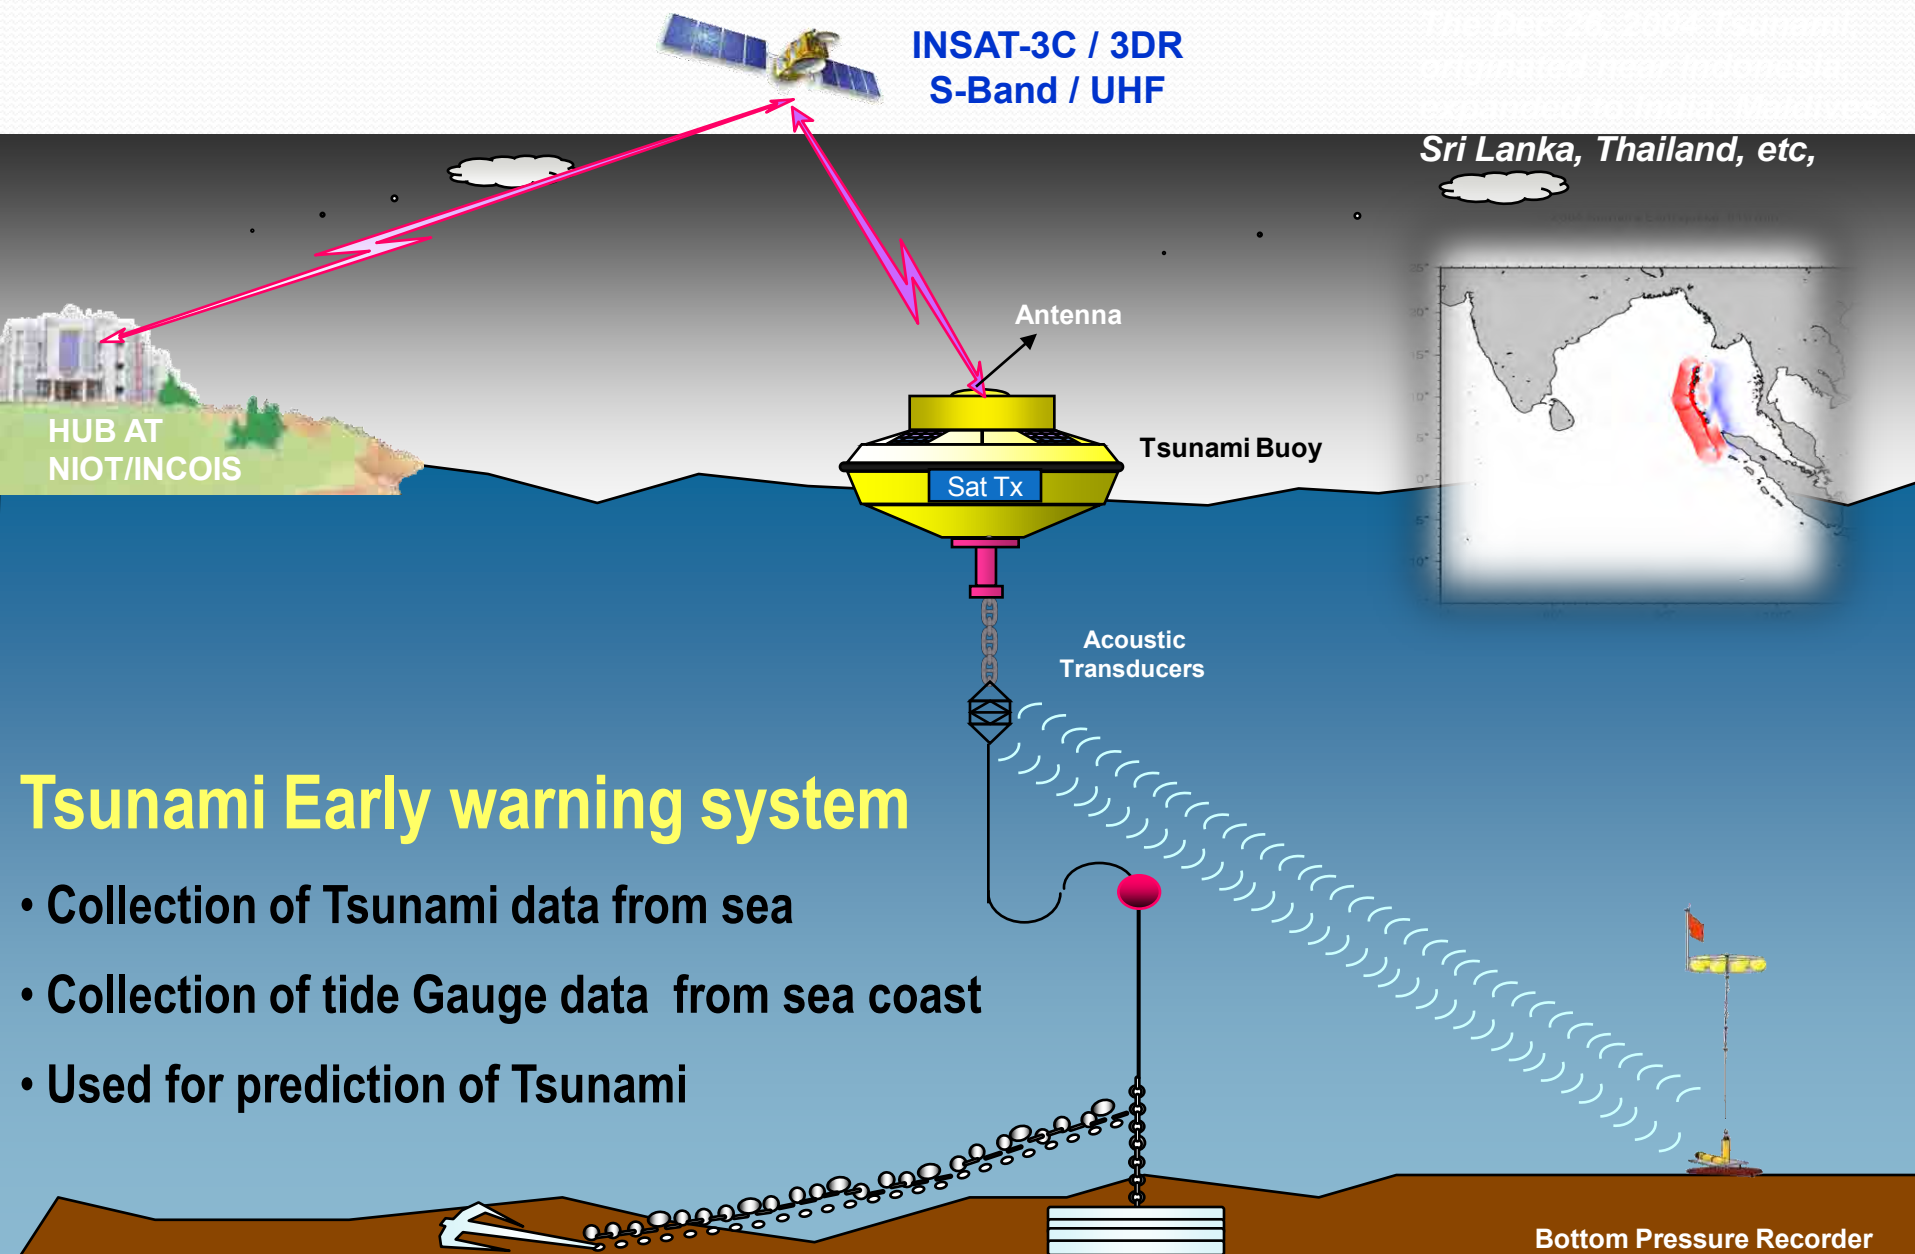 INSAT-3C / 3DR
S-Band / UHF
Sri Lanka, Thailand, etc,
Antenna
HUB AT
NIOT/INCOIS
Tsunami Buoy
Sat Tx
Acoustic
Transducers
Tsunami Early warning system
• Collection of Tsunami data from sea
• Collection of tide Gauge data from sea coast
• Used for prediction of Tsunami
Bottom Pressure Recorder